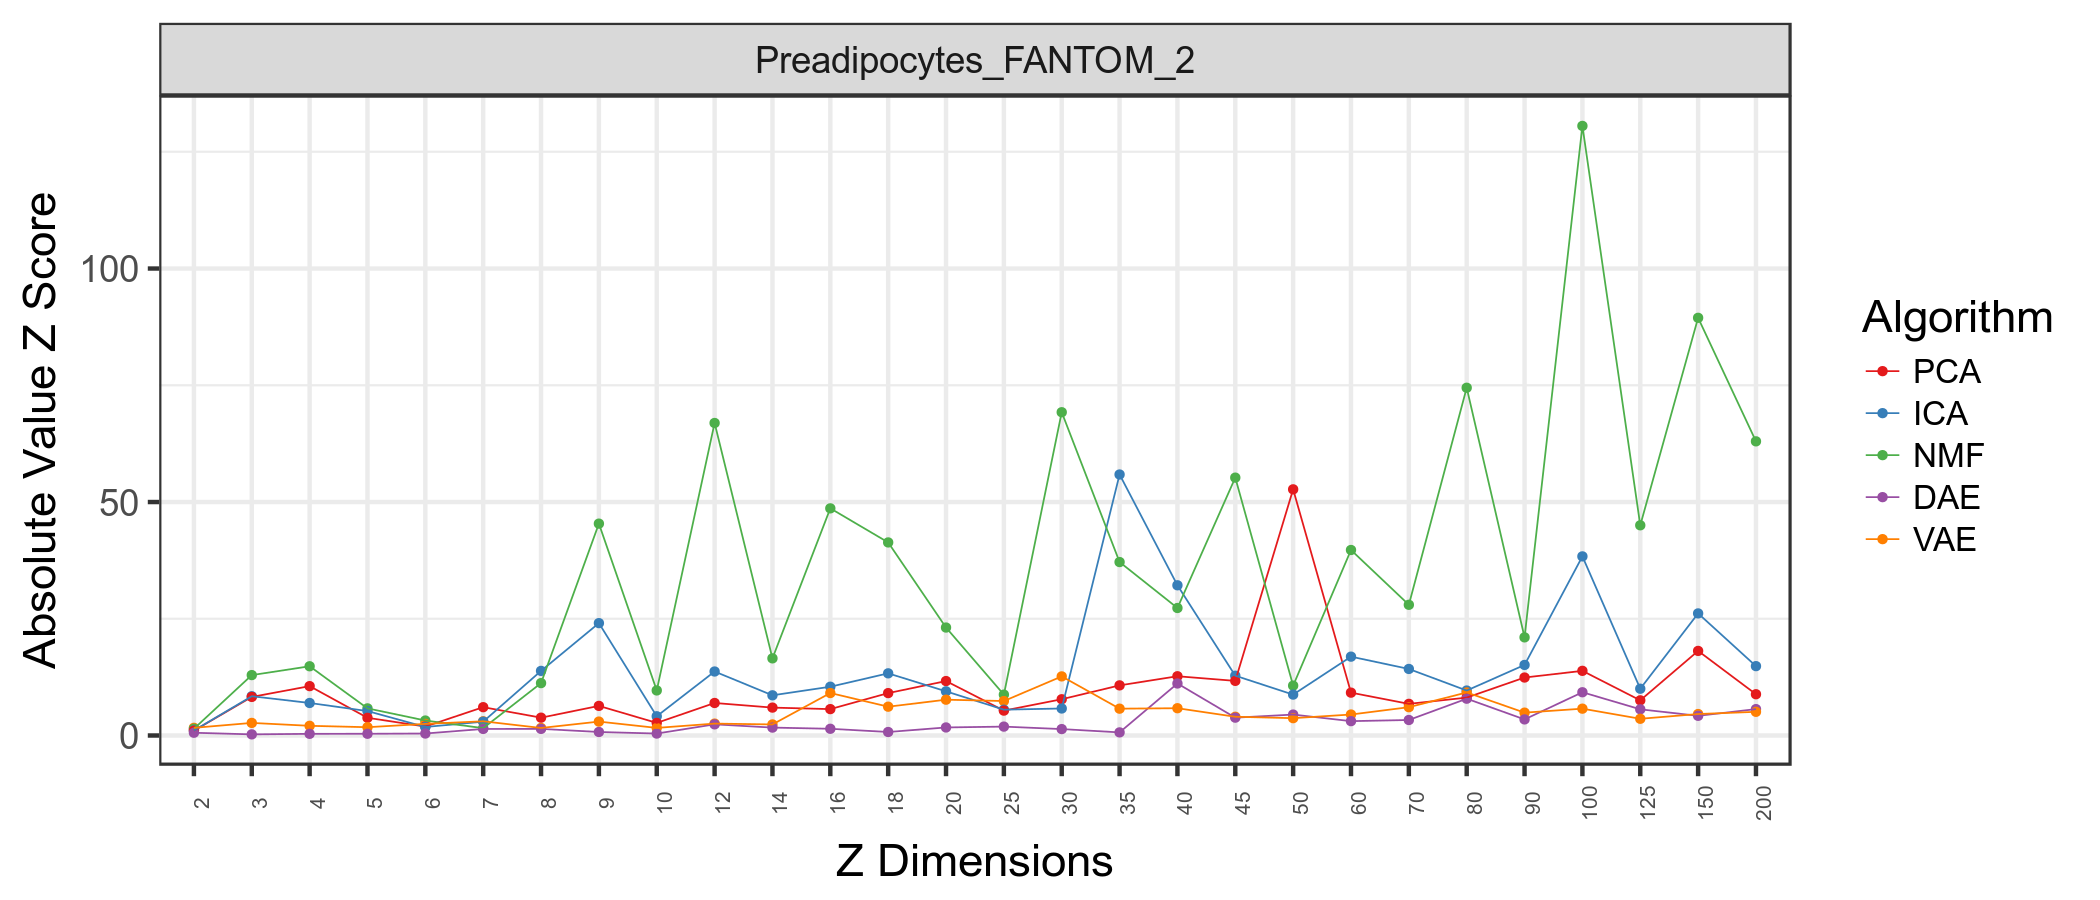 Preadipocytes_FANTOM_2
Absolute Value Z Score
100
50
0
2 3 4 5 6 7 8 9 10 12 14 16 18 20 25 30 35 40 45 50 60 70 80 90 100 125 150 200
Z Dimensions
Algorithm
PCA
ICA
NMF
DAE
VAE